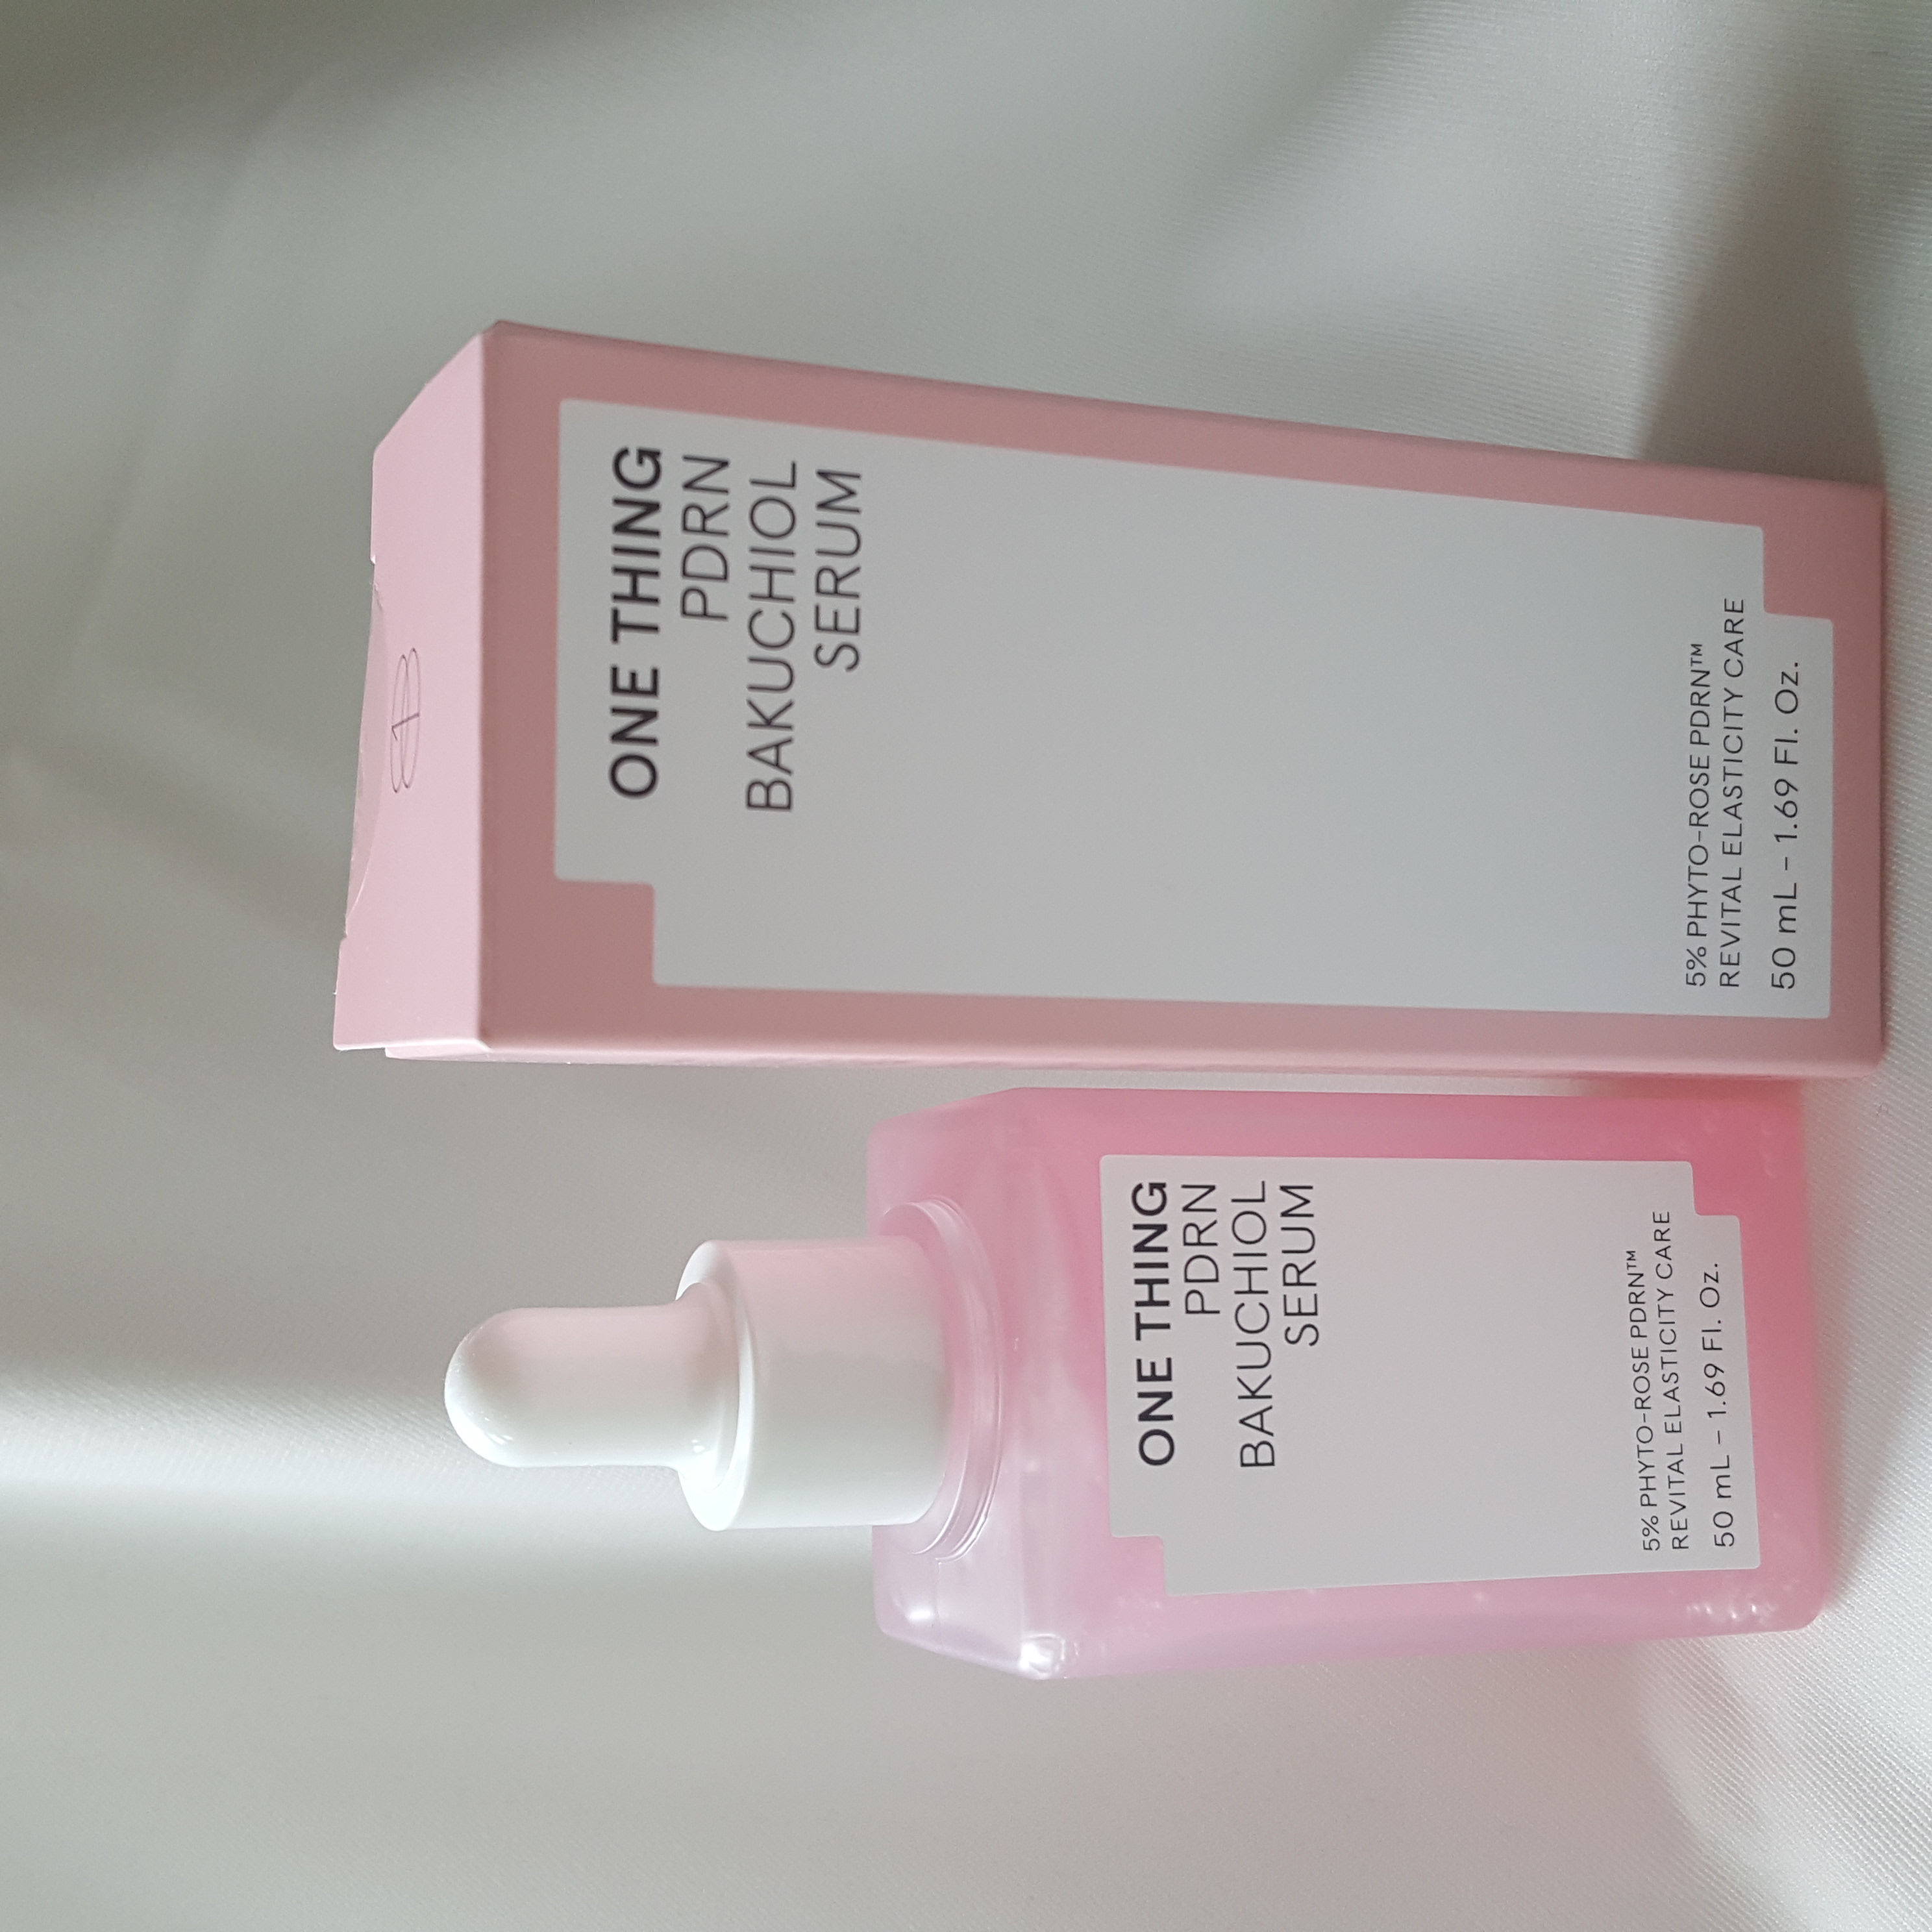 ONE THING
PDRN
BAKUCHIOL
SERUM
5% PHYTO-ROSE PDRN™
REVITAL ELASTICITY CARE
50 mL – 1.69 Fl. Oz.
ONE THING
PDRN
BAKUCHIOL
SERUM
5% PHYTO-ROSE PDRN™
REVITAL ELASTICITY CARE
50 mL – 1.69 Fl. Oz.